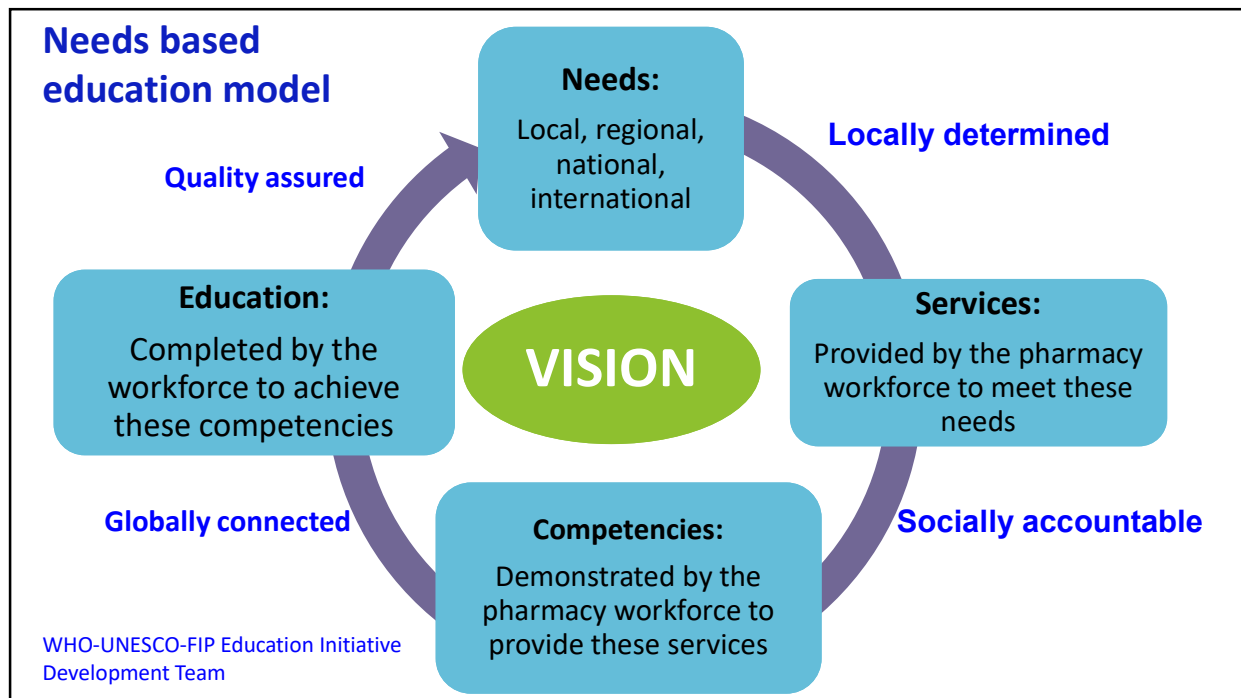 Needs based
education model
Needs:
Local, regional,
national,
international
Locally determined
Quality assured
Education:
Completed by the
workforce to achieve
these competencies
VISION
Services:
Provided by the pharmacy
workforce to meet these
needs
Globally connected
Competencies:
Demonstrated by the
pharmacy workforce to
provide these services
Socially accountable
WHO-UNESCO-FIP Education Initiative
Development Team